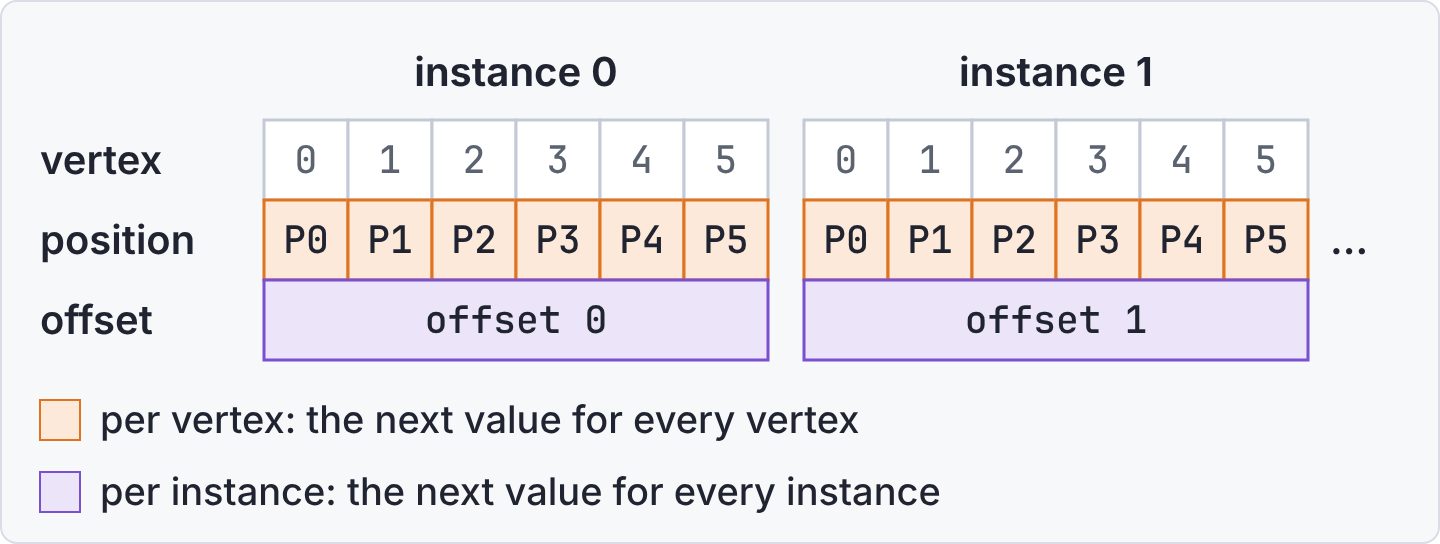 instance 0 instance 1
vertex 0 1 2 3 4 5 0 1 2 3 4 5
position P0 P1 P2 P3 P4 P5 P0 P1 P2 P3 P4 P5 ...
offset offset 0 offset 1
per vertex: the next value for every vertex
per instance: the next value for every instance